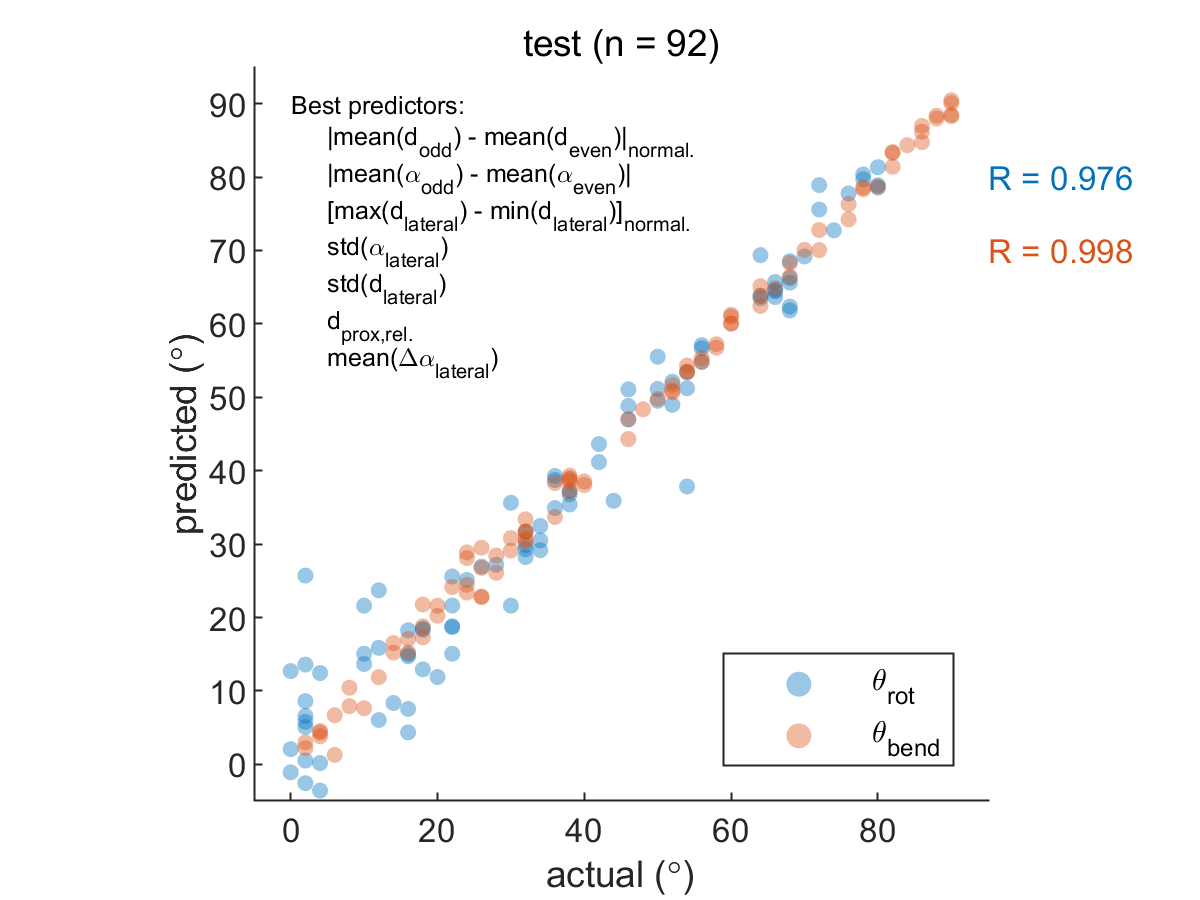 test (n = 92)
Best predictors:
|mean(d_odd) - mean(d_even)|_normal.
|mean(α_odd) - mean(α_even)|
[max(d_lateral) - min(d_lateral)]_normal.
std(α_lateral)
std(d_lateral)
d_prox,rel.
mean(Δα_lateral)
R = 0.976
R = 0.998
predicted (°)
90
80
70
60
50
40
30
20
10
0
θ_rot
θ_bend
0 20 40 60 80
actual (°)